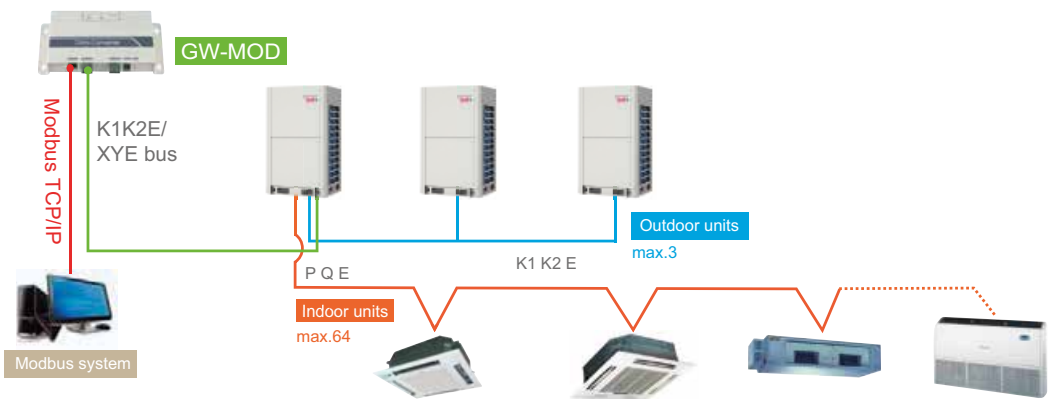 GW-MOD
K1K2E/
XYE bus
Modbus TCP/IP
Outdoor units
max.3
K1 K2 E
P Q E
Indoor units
max.64
Modbus system